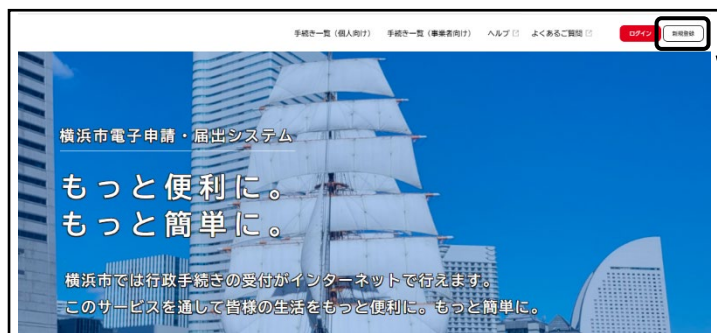 手続き一覧（個人向け） 手続き一覧（事業者向け） ヘルプ よくあるご質問 ログイン 新規登録
横浜市電子申請・届出システム
もっと便利に。
もっと簡単に。
横浜市では行政手続きの受付がインターネットで行えます。
このサービスを通して皆様の生活をもっと便利に。もっと簡単に。